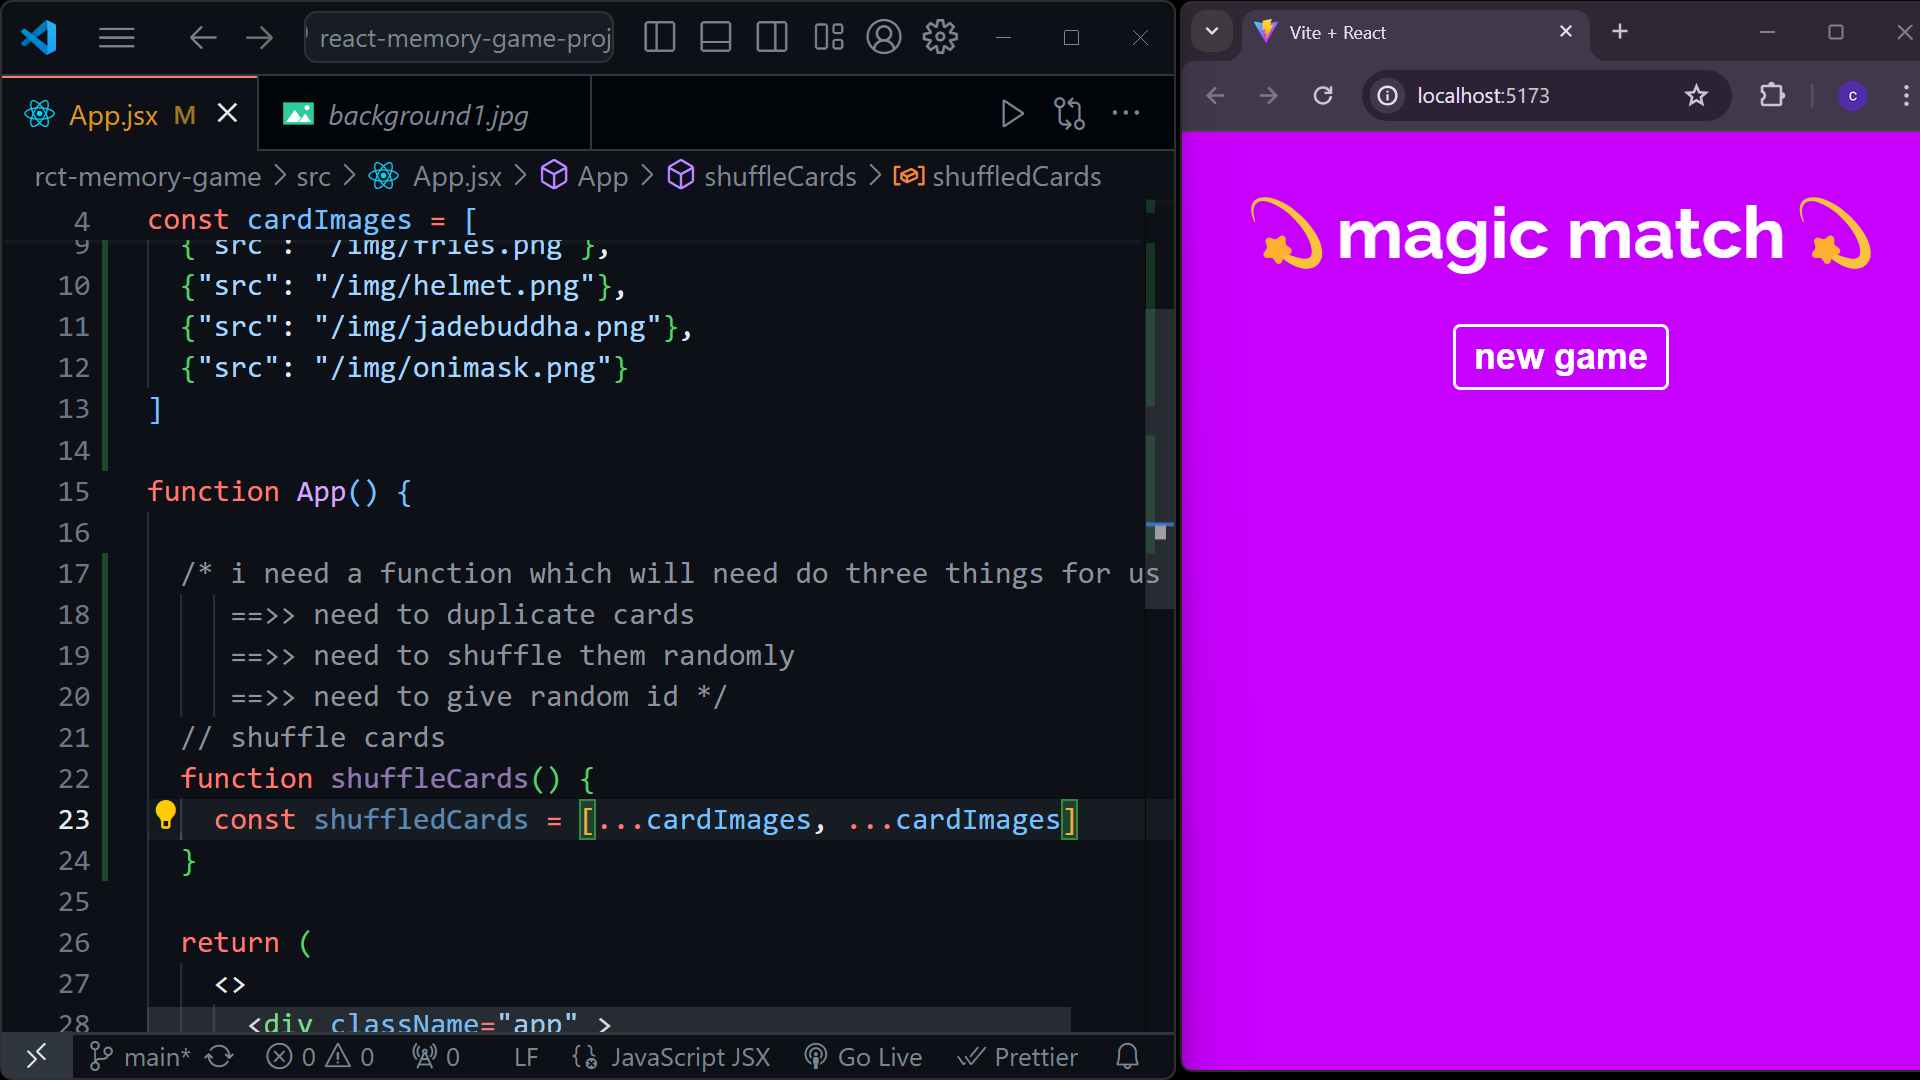 react-memory-game-proj
App.jsx M
background1.jpg
rct-memory-game > src > App.jsx > App > shuffleCards > shuffledCards
4 const cardImages = [
9 {"src": "/img/fries.png"},
10 {"src": "/img/helmet.png"},
11 {"src": "/img/jadebuddha.png"},
12 {"src": "/img/onimask.png"}
13 ]
14
15 function App() {
16
17 /* i need a function which will need do three things for us
18 ==>> need to duplicate cards
19 ==>> need to shuffle them randomly
20 ==>> need to give random id */
21 // shuffle cards
22 function shuffleCards() {
23 const shuffledCards = [...cardImages, ...cardImages]
24 }
25
26 return (
27 <>
28 <div className="app" >
main* 0 0 0 LF JavaScript JSX Go Live Prettier
Vite + React
localhost:5173
c
magic match
new game